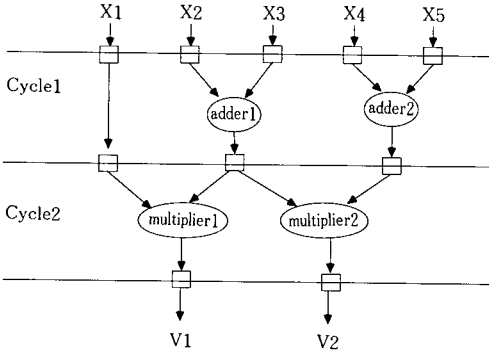 X1 X2 X3 X4 X5
Cycle1
adder1 adder2
Cycle2
multiplier1 multiplier2
V1 V2